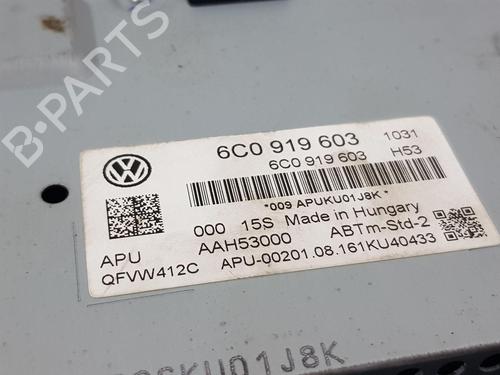 6C0 919 603 1031
6C0 919 603 H53
*009 APUKU01J8K*
000 15S Made in Hungary
APU AAH53000 ABTm-Std-2
QFVW412C APU-00201.08.161KU40433
SKU01J8K
B-PARTS